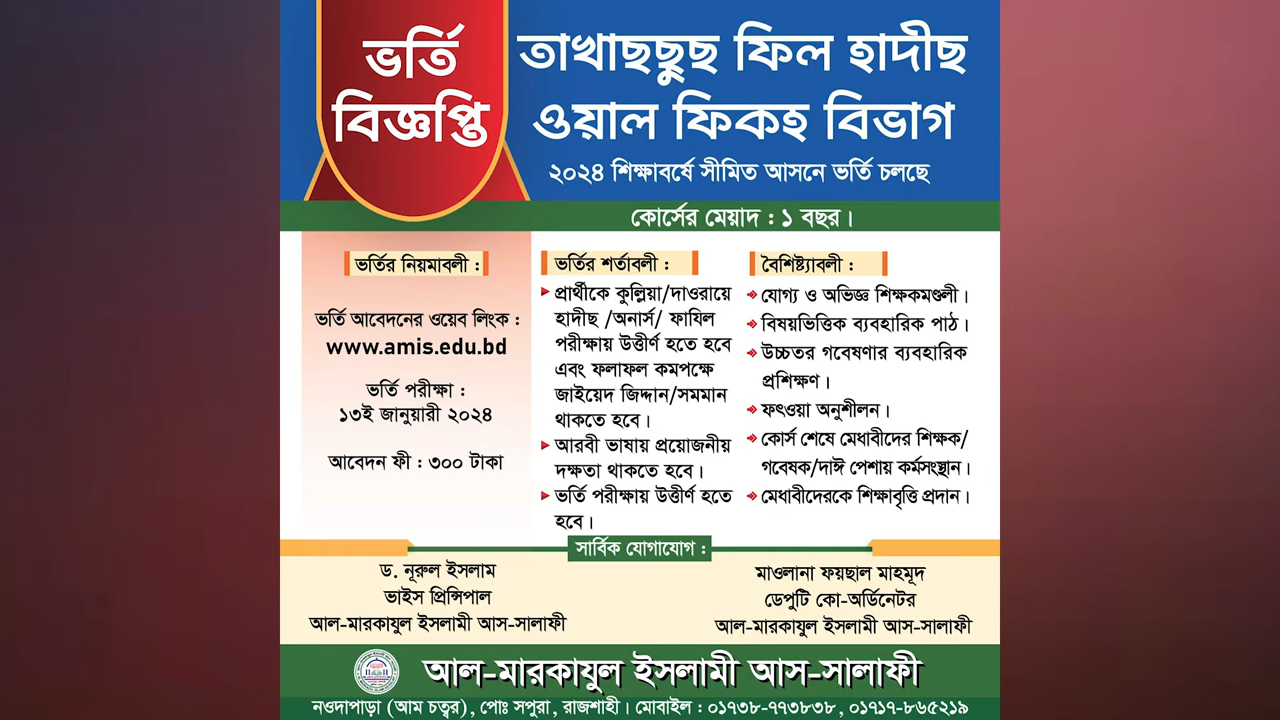 ভর্তি
বিজ্ঞপ্তি
তাখাছছুছ ফিল হাদীছ
ওয়াল ফিকহ বিভাগ
২০২৪ শিক্ষাবর্ষে সীমিত আসনে ভর্তি চলছে
কোর্সের মেয়াদ : ১ বছর।
ভর্তির নিয়মাবলী :
ভর্তি আবেদনের ওয়েব লিংক :
www.amis.edu.bd
ভর্তি পরীক্ষা :
১৩ই জানুয়ারী ২০২৪
আবেদন ফী : ৩০০ টাকা
ভর্তির শর্তাবলী :
প্রার্থীকে কুল্লিয়া/দাওরায়ে
হাদীছ /অনার্স/ ফাযিল
পরীক্ষায় উত্তীর্ণ হতে হবে
এবং ফলাফল কমপক্ষে
জাইয়েদ জিদ্দান/সমমান
থাকতে হবে।
আরবী ভাষায় প্রয়োজনীয়
দক্ষতা থাকতে হবে।
ভর্তি পরীক্ষায় উত্তীর্ণ হতে
হবে।
বৈশিষ্ট্যাবলী :
যোগ্য ও অভিজ্ঞ শিক্ষকমণ্ডলী।
বিষয়ভিত্তিক ব্যবহারিক পাঠ।
উচ্চতর গবেষণার ব্যবহারিক
প্রশিক্ষণ।
ফৎওয়া অনুশীলন।
কোর্স শেষে মেধাবীদের শিক্ষক/
গবেষক/দাঈ পেশায় কর্মসংস্থান।
মেধাবীদেরকে শিক্ষাবৃত্তি প্রদান।
সার্বিক যোগাযোগ :
ড. নূরুল ইসলাম
ভাইস প্রিন্সিপাল
আল-মারকাযুল ইসলামী আস-সালাফী
মাওলানা ফয়ছাল মাহমূদ
ডেপুটি কো-অর্ডিনেটর
আল-মারকাযুল ইসলামী আস-সালাফী
আল-মারকাযুল ইসলামী আস-সালাফী
নওদাপাড়া (আম চত্বর), পোঃ সপুরা, রাজশাহী। মোবাইল : ০১৭৩৮-৭৭৩৮৩৮, ০১৭১৭-৮৬৫২১৯